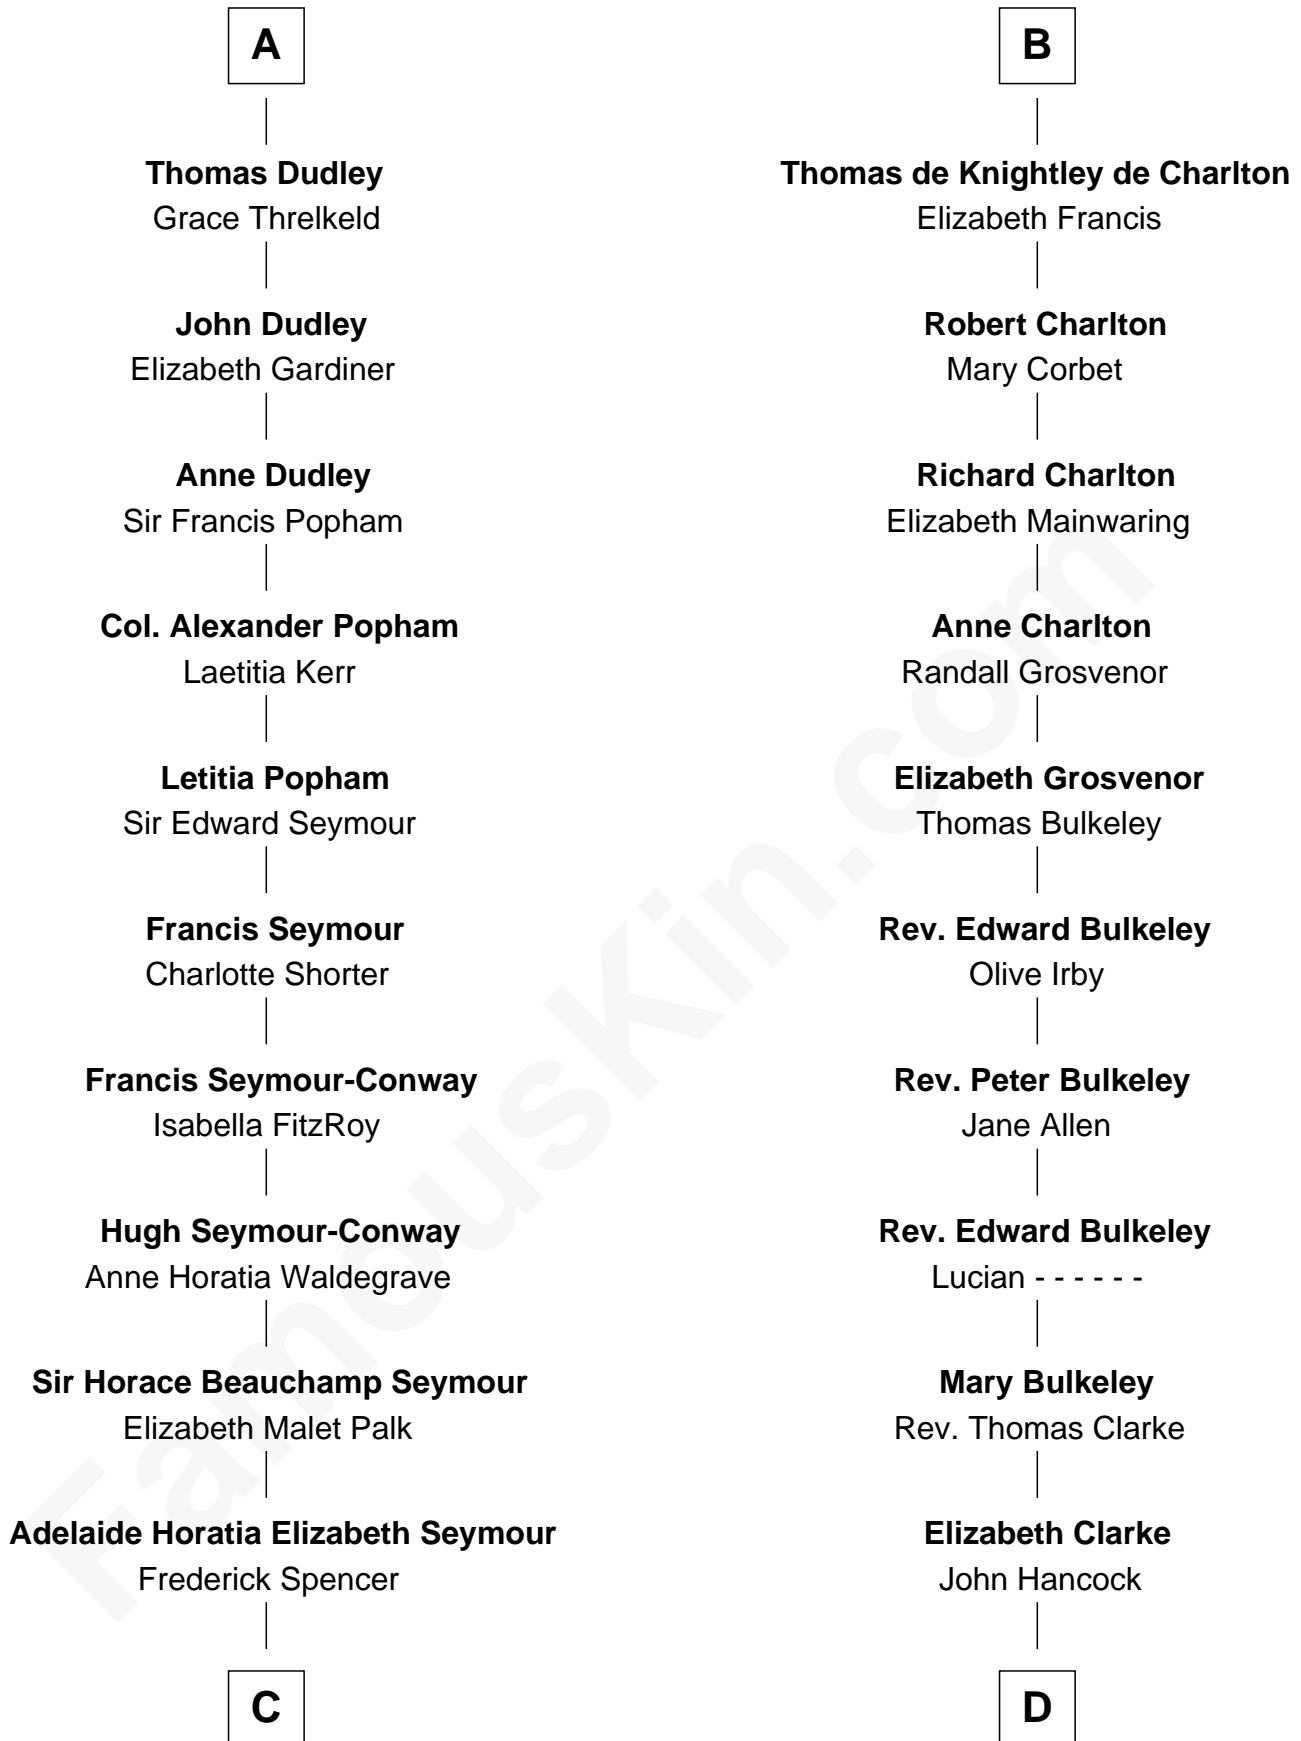 A
Thomas Dudley
Grace Threlkeld
John Dudley
Elizabeth Gardiner
Anne Dudley
Sir Francis Popham
Col. Alexander Popham
Laetitia Kerr
Letitia Popham
Sir Edward Seymour
Francis Seymour
Charlotte Shorter
Francis Seymour-Conway
Isabella FitzRoy
Hugh Seymour-Conway
Anne Horatia Waldegrave
Sir Horace Beauchamp Seymour
Elizabeth Malet Palk
Adelaide Horatia Elizabeth Seymour
Frederick Spencer
C
B
Thomas de Knightley de Charlton
Elizabeth Francis
Robert Charlton
Mary Corbet
Richard Charlton
Elizabeth Mainwaring
Anne Charlton
Randall Grosvenor
Elizabeth Grosvenor
Thomas Bulkeley
Rev. Edward Bulkeley
Olive Irby
Rev. Peter Bulkeley
Jane Allen
Rev. Edward Bulkeley
Lucian - - - - - -
Mary Bulkeley
Rev. Thomas Clarke
Elizabeth Clarke
John Hancock
D
FamousKin.com